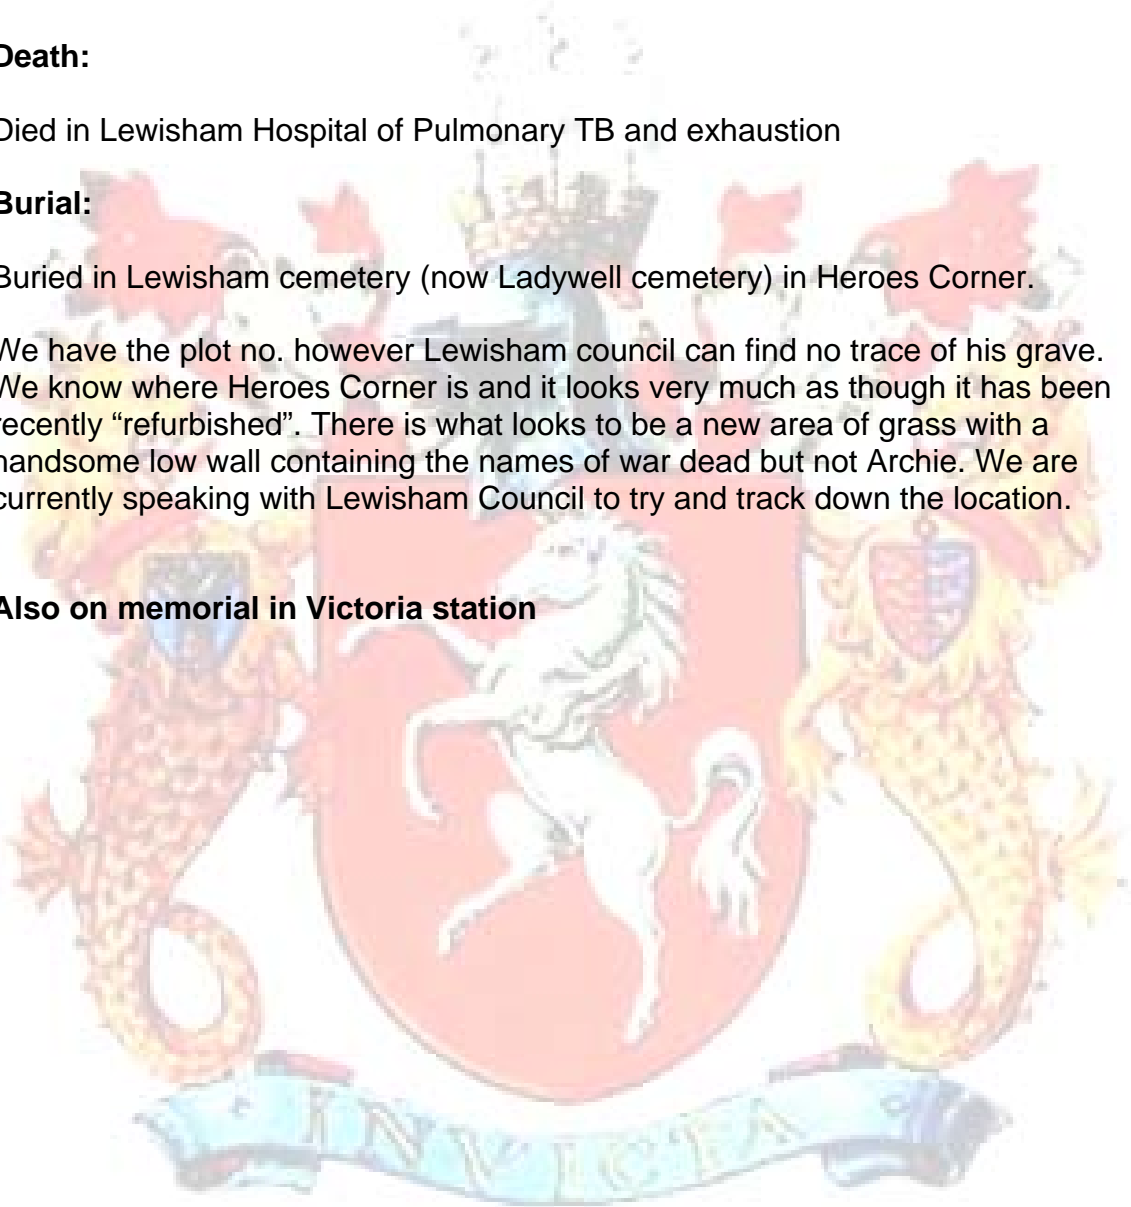 Death:
Died in Lewisham Hospital of Pulmonary TB and exhaustion
Burial:
Buried in Lewisham cemetery (now Ladywell cemetery) in Heroes Corner.
We have the plot no. however Lewisham council can find no trace of his grave.
We know where Heroes Corner is and it looks very much as though it has been
recently “refurbished”. There is what looks to be a new area of grass with a
handsome low wall containing the names of war dead but not Archie. We are
currently speaking with Lewisham Council to try and track down the location.
Also on memorial in Victoria station
INVICTA